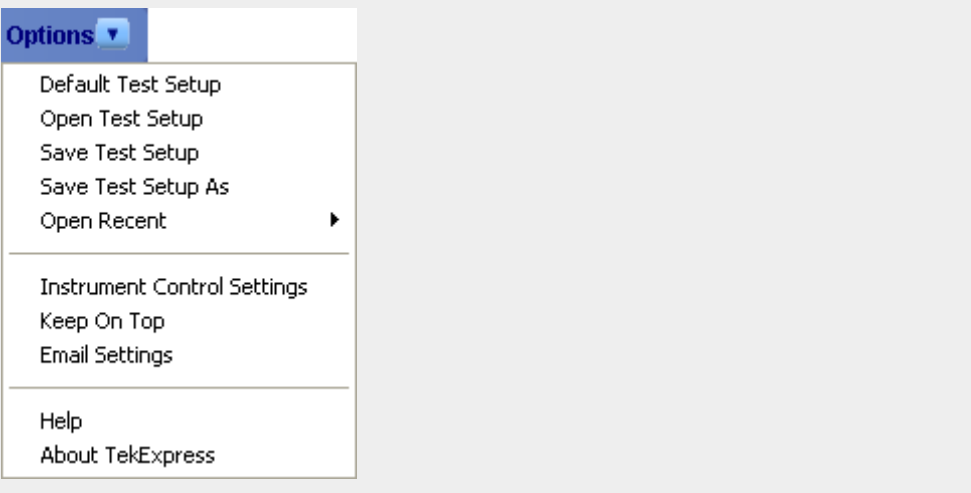 Options
Default Test Setup
Open Test Setup
Save Test Setup
Save Test Setup As
Open Recent
Instrument Control Settings
Keep On Top
Email Settings
Help
About TekExpress